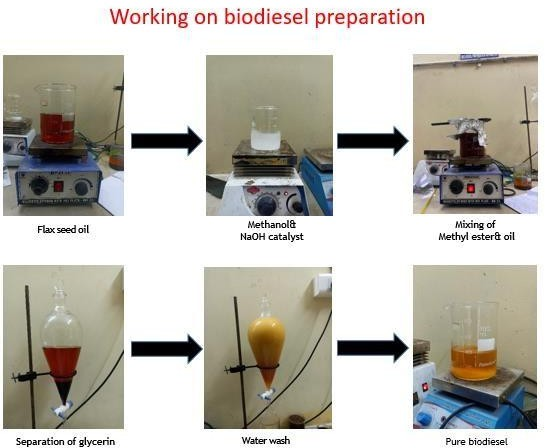 Working on biodiesel preparation
Flax seed oil
Methanol&
NaOH catalyst
Mixing of
Methyl ester& oil
Separation of glycerin
Water wash
Pure biodiesel